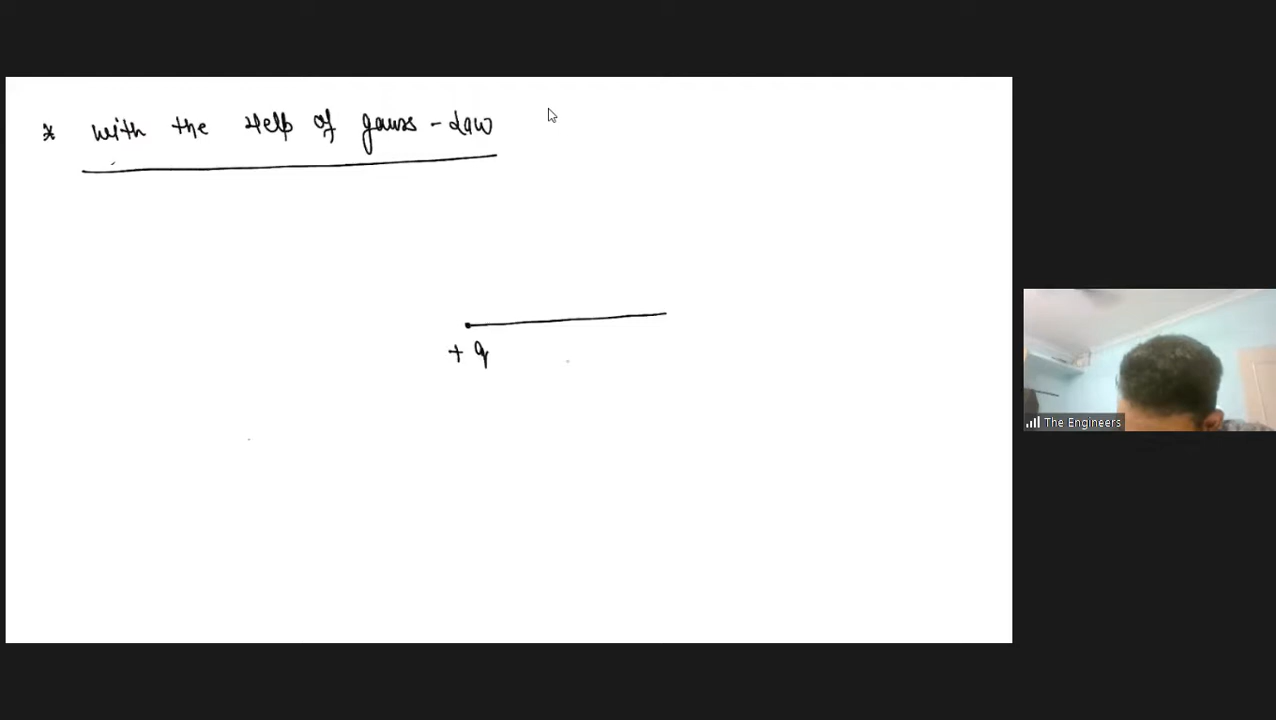 * with the Help of gauss - Law
+ q
The Engineers